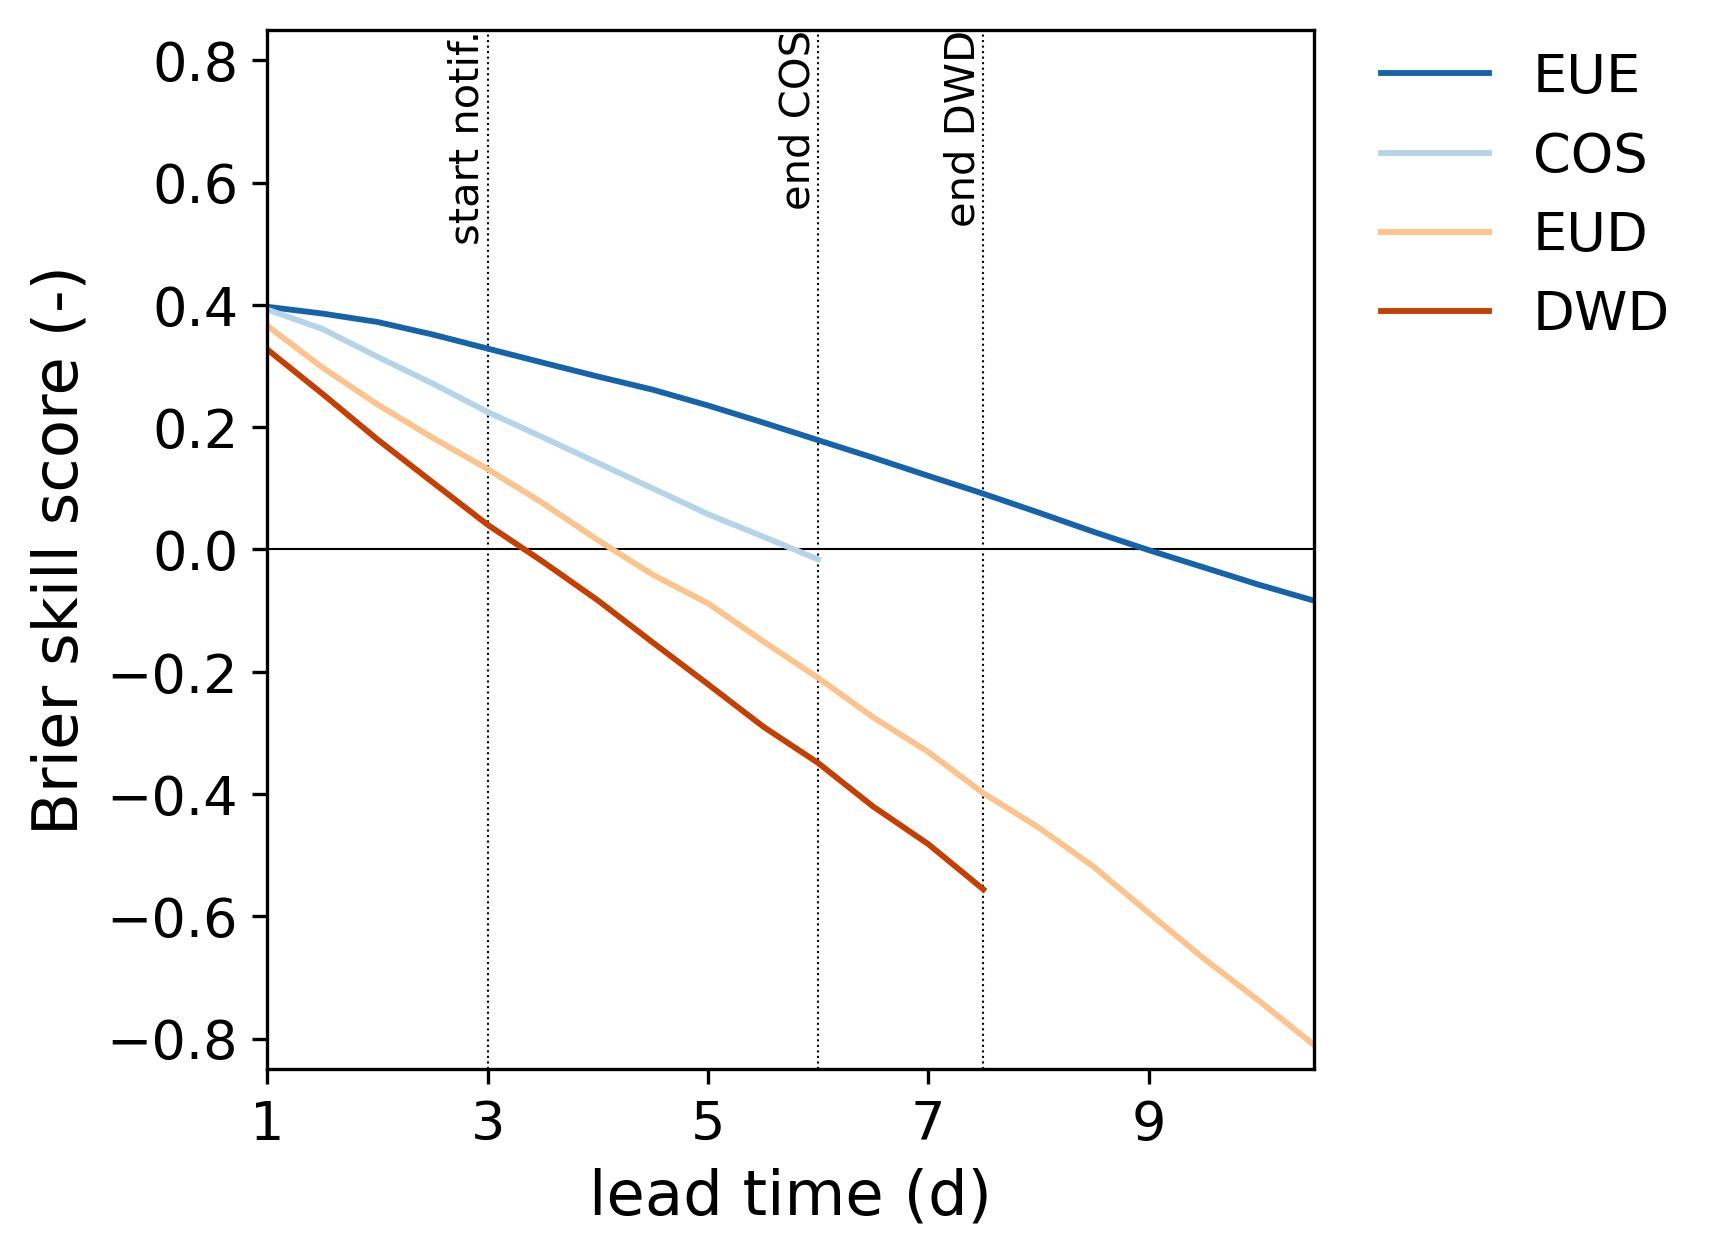 Brier skill score (-)
0.8
0.6
0.4
0.2
0.0
−0.2
−0.4
−0.6
−0.8
start notif.
end COS
end DWD
1 3 5 7 9
lead time (d)
EUE
COS
EUD
DWD